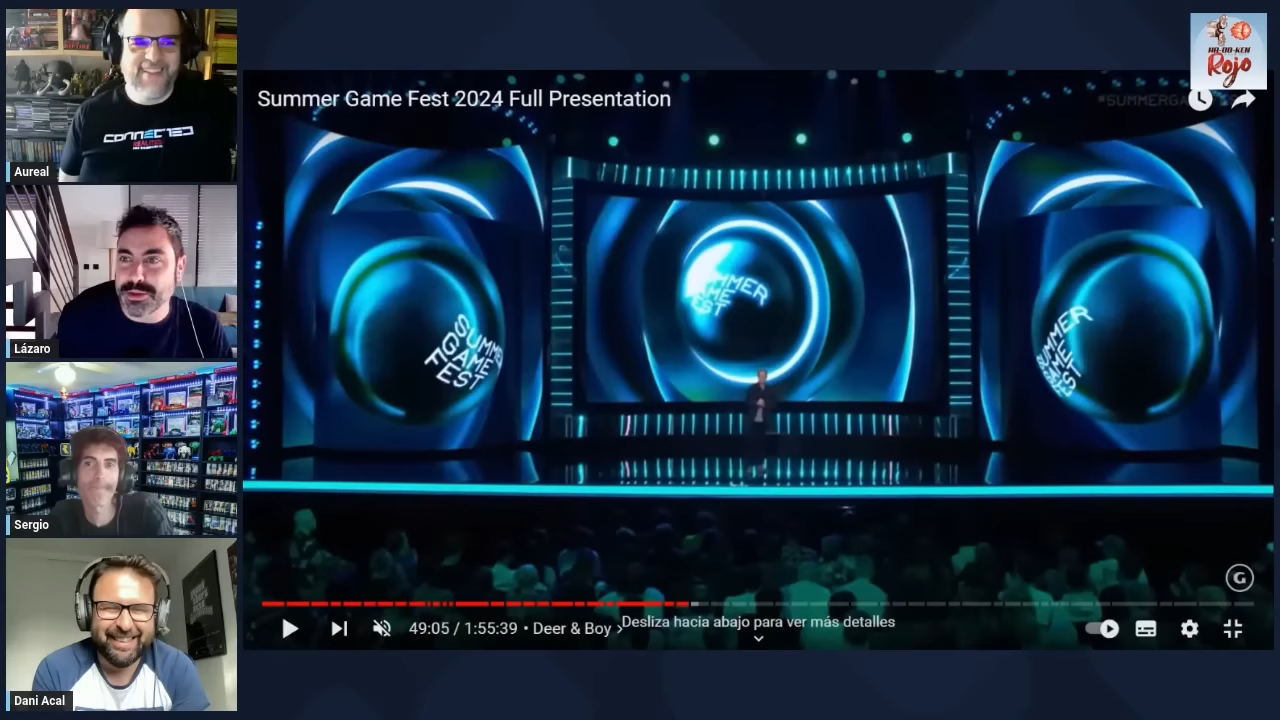 Aureal
CONNECTED
Lázaro
Sergio
Dani Acal
HA-DO-KEN
Rojo
Summer Game Fest 2024 Full Presentation
#SUMMERGA
SUMMER
GAME
FEST
SUMMER
GAME
FEST
SUMMER
GAME
FEST
G
49:05 / 1:55:39 • Deer & Boy ›
Desliza hacia abajo para ver más detalles